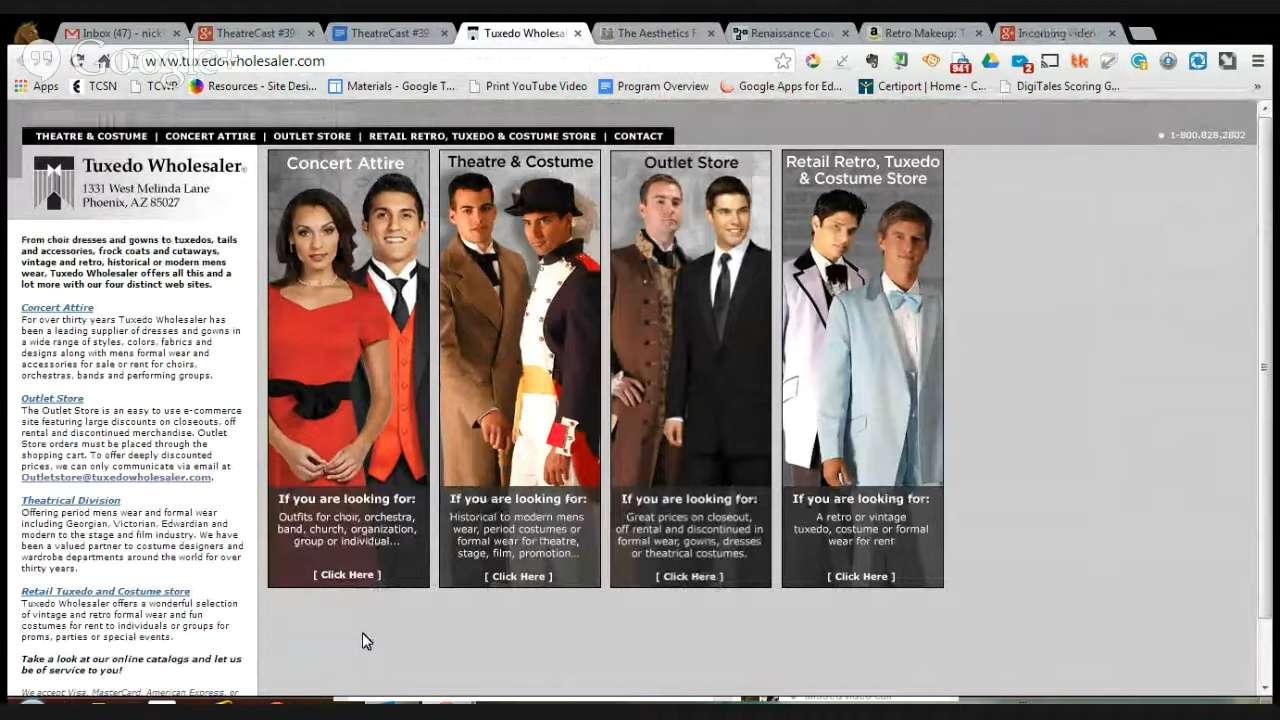 Inbox (47) - nick
TheatreCast #39
TheatreCast #39
Tuxedo Wholesa
The Aesthetics
Renaissance Co
Retro Makeup: T
Incoming video
Google+
www.tuxedowholesaler.com
941
2
Apps
TCSN
TCWP
Resources - Site Desi...
Materials - Google T...
Print YouTube Video
Program Overview
Google Apps for Ed...
Certiport | Home - C...
DigiTales Scoring G...
»
THEATRE & COSTUME | CONCERT ATTIRE | OUTLET STORE | RETAIL RETRO, TUXEDO & COSTUME STORE | CONTACT
1-800.828.2802
Tuxedo Wholesaler
1331 West Melinda Lane
Phoenix, AZ 85027
From choir dresses and gowns to tuxedos, tails
and accessories, frock coats and cutaways,
vintage and retro, historical or modern mens
wear, Tuxedo Wholesaler offers all this and a
lot more with our four distinct web sites.
Concert Attire
For over thirty years Tuxedo Wholesaler has
been a leading supplier of dresses and gowns in
a wide range of styles, colors, fabrics and
designs along with mens formal wear and
accessories for sale or rent for choirs,
orchestras, bands and performing groups.
Outlet Store
The Outlet Store is an easy to use e-commerce
site featuring large discounts on closeouts, off
rental and discontinued merchandise. Outlet
Store orders must be placed through the
shopping cart. To offer deeply discounted
prices, we can only communicate via email at
Outletstore@tuxedowholesaler.com.
Theatrical Division
Offering period mens wear and formal wear
including Georgian, Victorian, Edwardian and
modern to the stage and film industry. We have
been a valued partner to costume designers and
wardrobe departments around the world for over
thirty years.
Retail Tuxedo and Costume store
Tuxedo Wholesaler offers a wonderful selection
of vintage and retro formal wear and fun
costumes for rent to individuals or groups for
proms, parties or special events.
Take a look at our online catalogs and let us
be of service to you!
We accept Visa, MasterCard, American Express, or
Concert Attire
If you are looking for:
Outfits for choir, orchestra,
band, church, organization,
group or individual...
[ Click Here ]
Theatre & Costume
If you are looking for:
Historical to modern mens
wear, period costumes or
formal wear for theatre,
stage, film, promotion...
[ Click Here ]
Outlet Store
If you are looking for:
Great prices on closeout,
off rental and discontinued in
formal wear, gowns, dresses
or theatrical costumes.
[ Click Here ]
Retail Retro, Tuxedo
& Costume Store
If you are looking for:
A retro or vintage
tuxedo, costume or formal
wear for rent
[ Click Here ]